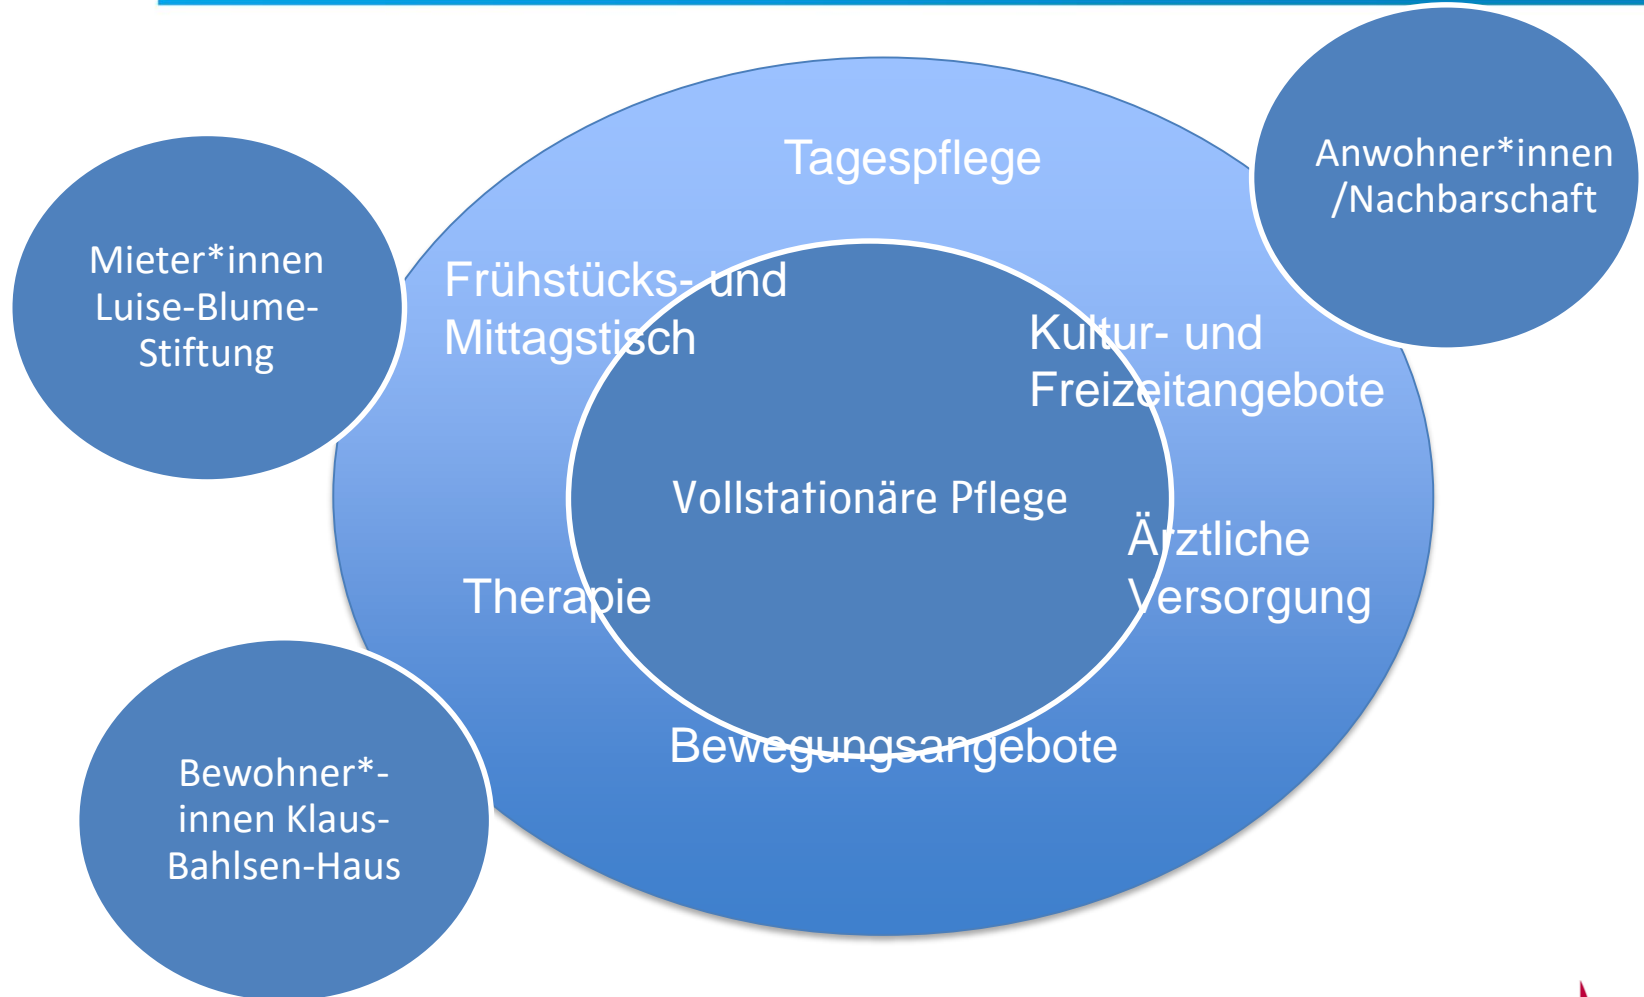 Tagespflege
Anwohner*innen
/Nachbarschaft
Mieter*innen
Luise-Blume-
Stiftung
Frühstücks- und
Mittagstisch
Kultur- und
Freizeitangebote
Vollstationäre Pflege
Ärztliche
Versorgung
Therapie
Bewegungsangebote
Bewohner*-
innen Klaus-
Bahlsen-Haus